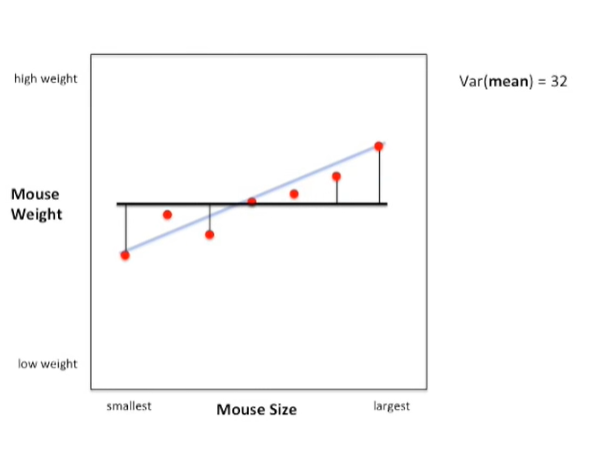 high weight
Var(mean) = 32
Mouse
Weight
low weight
smallest
Mouse Size
largest